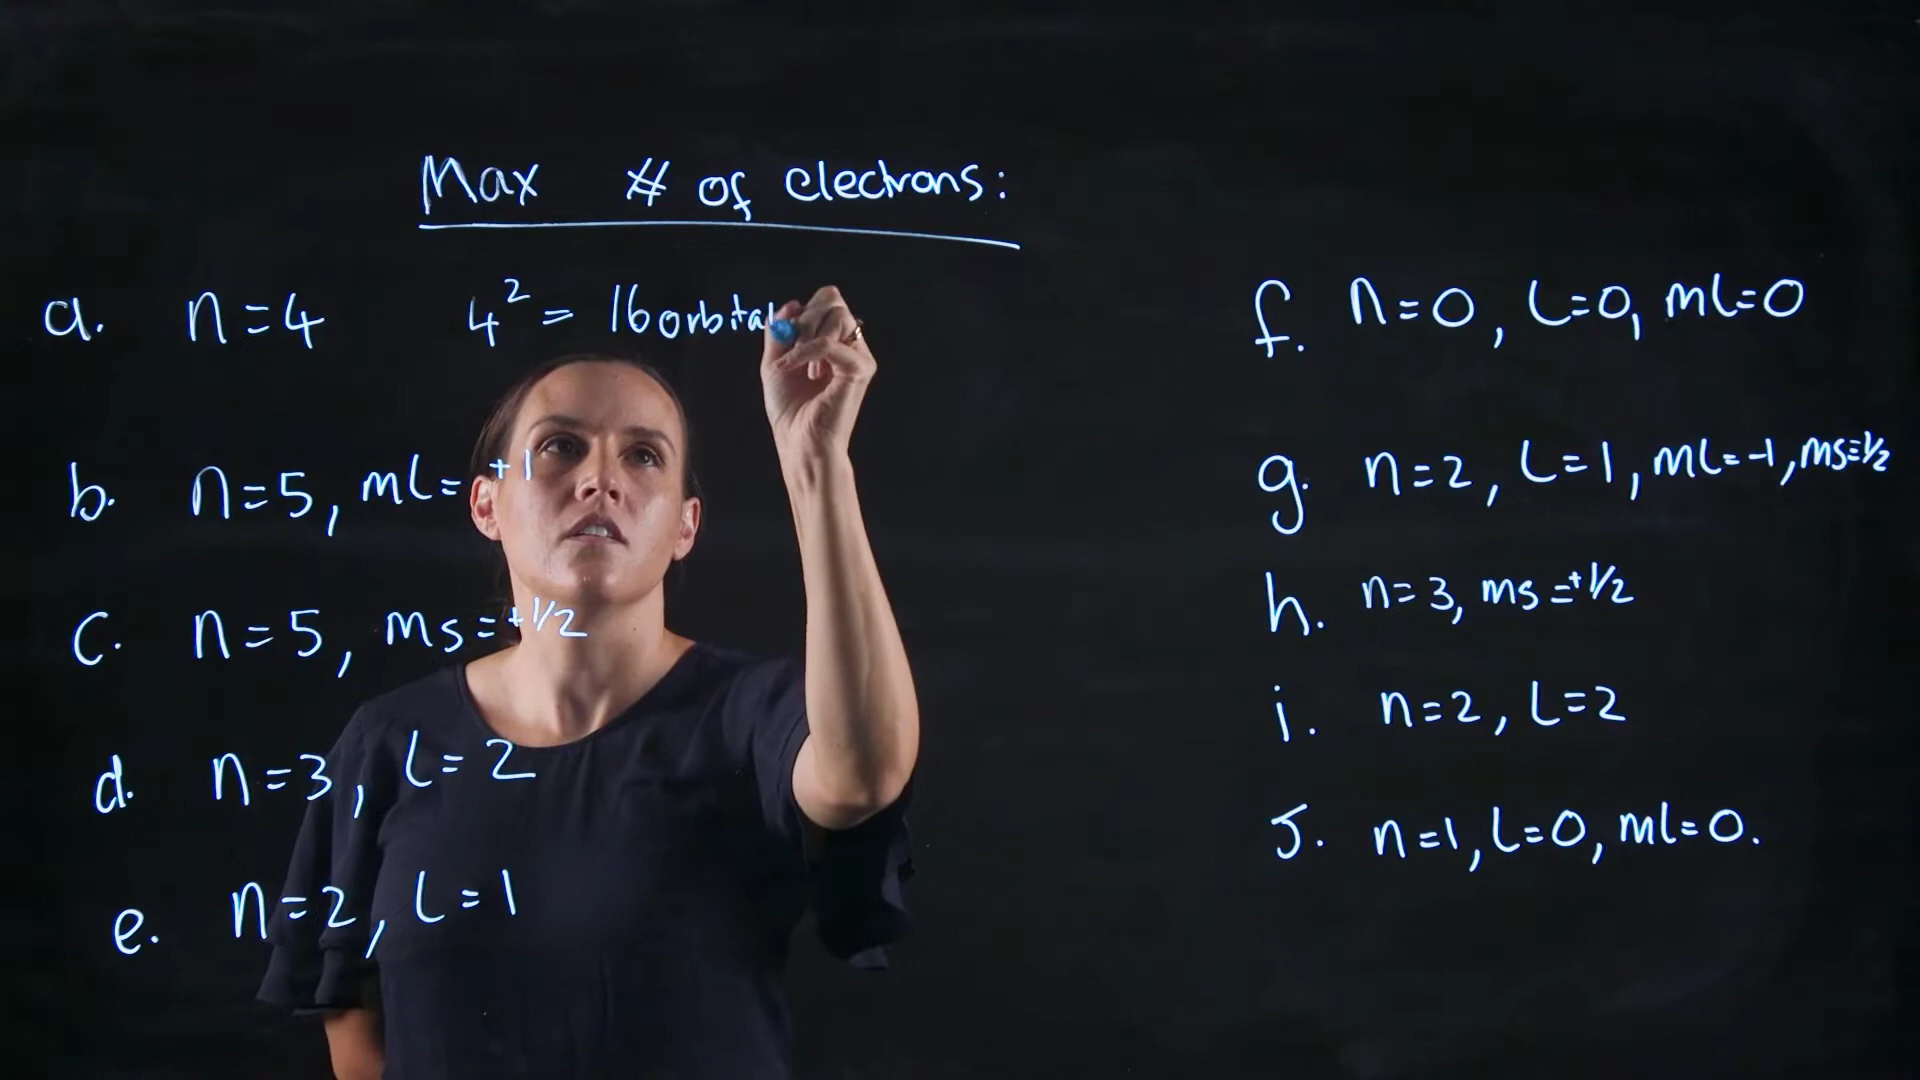 Max # of electrons:
a. n=4 4² = 16 orbital
b. n=5, ml=+1
c. n=5, ms=+1/2
d. n=3, l=2
e. n=2, l=1
f. n=0, l=0, ml=0
g. n=2, l=1, ml=-1, ms=1/2
h. n=3, ms=+1/2
i. n=2, l=2
J. n=1, l=0, ml=0.